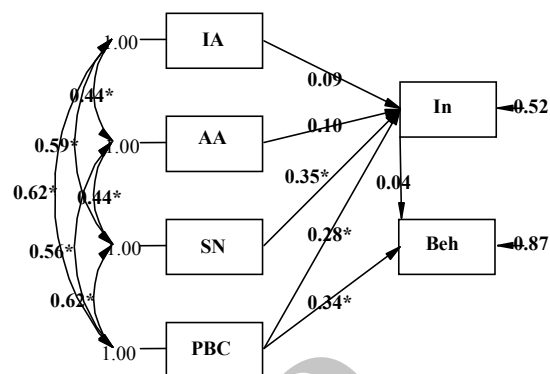 1.00 IA
0.09
0.44* In 0.52
1.00 AA 0.10
0.59*
0.35*
0.62* 0.44* 0.04
0.28*
1.00 SN Beh 0.87
0.56*
0.62* 0.34*
1.00 PBC